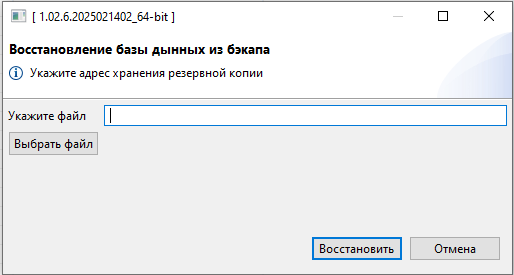 [ 1.02.6.2025021402_64-bit ]
Восстановление базы дынных из бэкапа
Укажите адрес хранения резервной копии
Укажите файл
Выбрать файл
Восстановить
Отмена